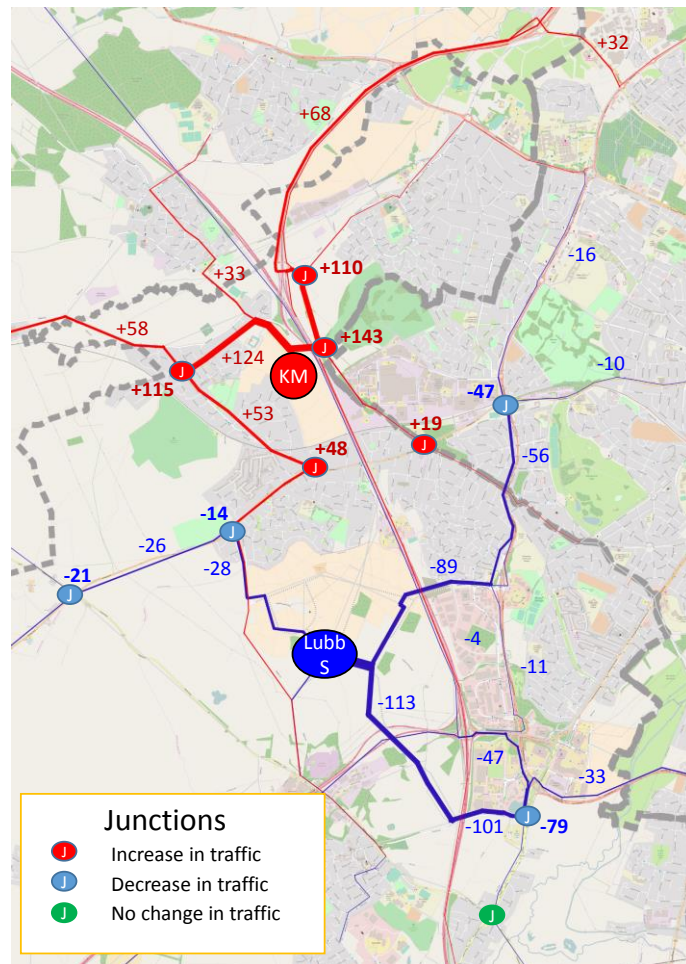 +32
+68
-16
+33
J
+110
+58
J
+143
+124
KM
J
+115
-10
-47
J
+53
+19
J
+48
J
-56
-14
J
-26
-28
-89
-21
J
Lubb
S
-4
-11
-113
-47
-33
-101
J
-79
Junctions
J Increase in traffic
J Decrease in traffic
J No change in traffic
J